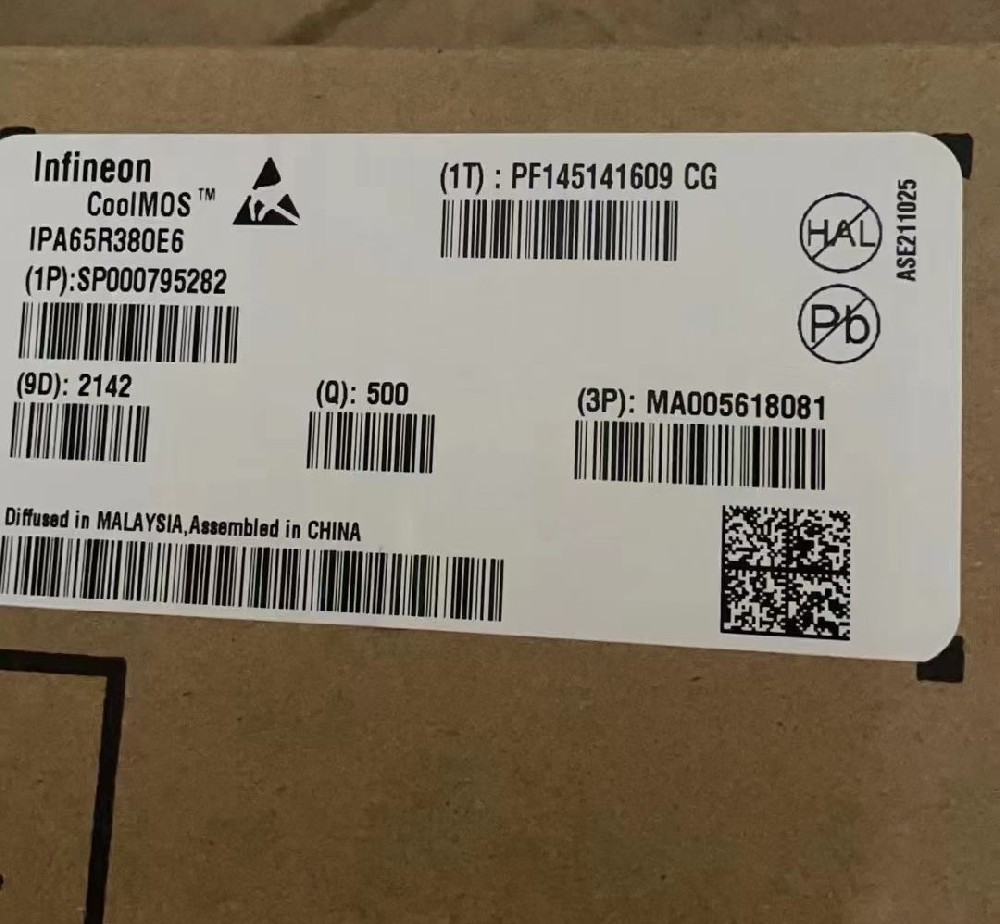 Infineon
CoolMOS™
IPA65R380E6
(1P):SP000795282
(1T) : PF145141609 CG
HAL
Pb
ASE211025
(9D): 2142
(Q): 500
(3P): MA005618081
Diffused in MALAYSIA,Assembled in CHINA